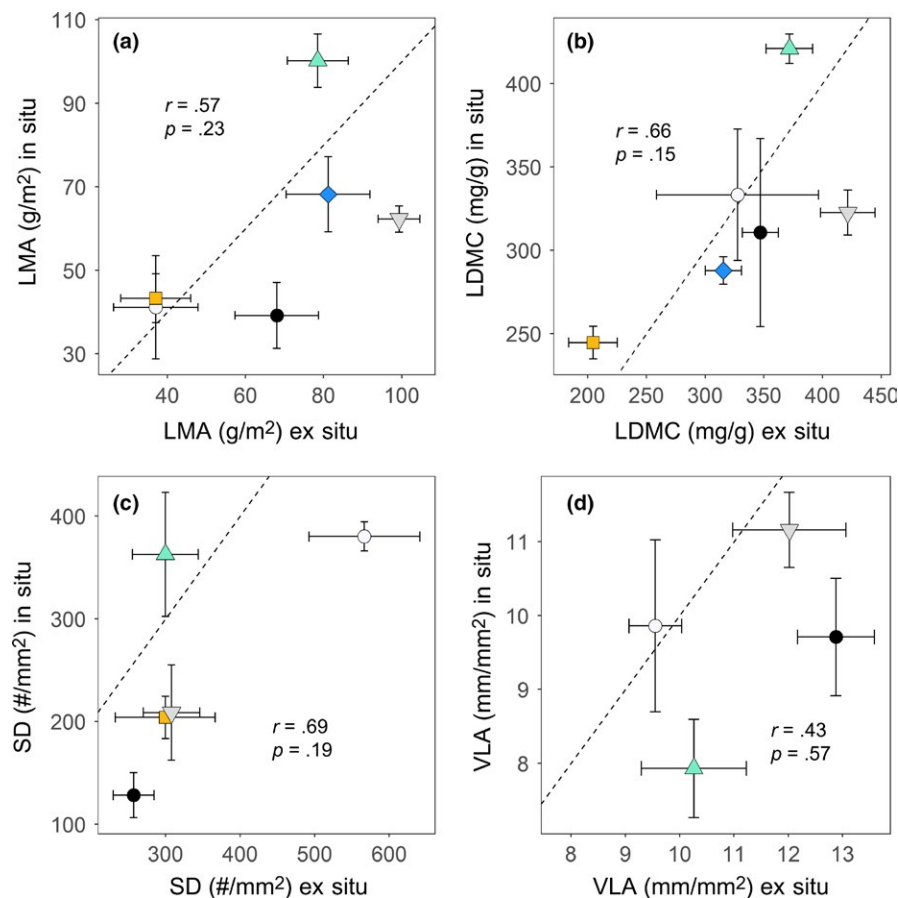 (a)
r = .57
p = .23
110
90
70
50
30
LMA (g/m²) in situ
40
60
80
100
LMA (g/m²) ex situ
(b)
r = .66
p = .15
400
350
300
250
LDMC (mg/g) in situ
200
250
300
350
400
450
LDMC (mg/g) ex situ
(c)
r = .69
p = .19
400
300
200
100
SD (#/mm²) in situ
300
400
500
600
SD (#/mm²) ex situ
(d)
r = .43
p = .57
11
10
9
8
VLA (mm/mm²) in situ
8
9
10
11
12
13
VLA (mm/mm²) ex situ